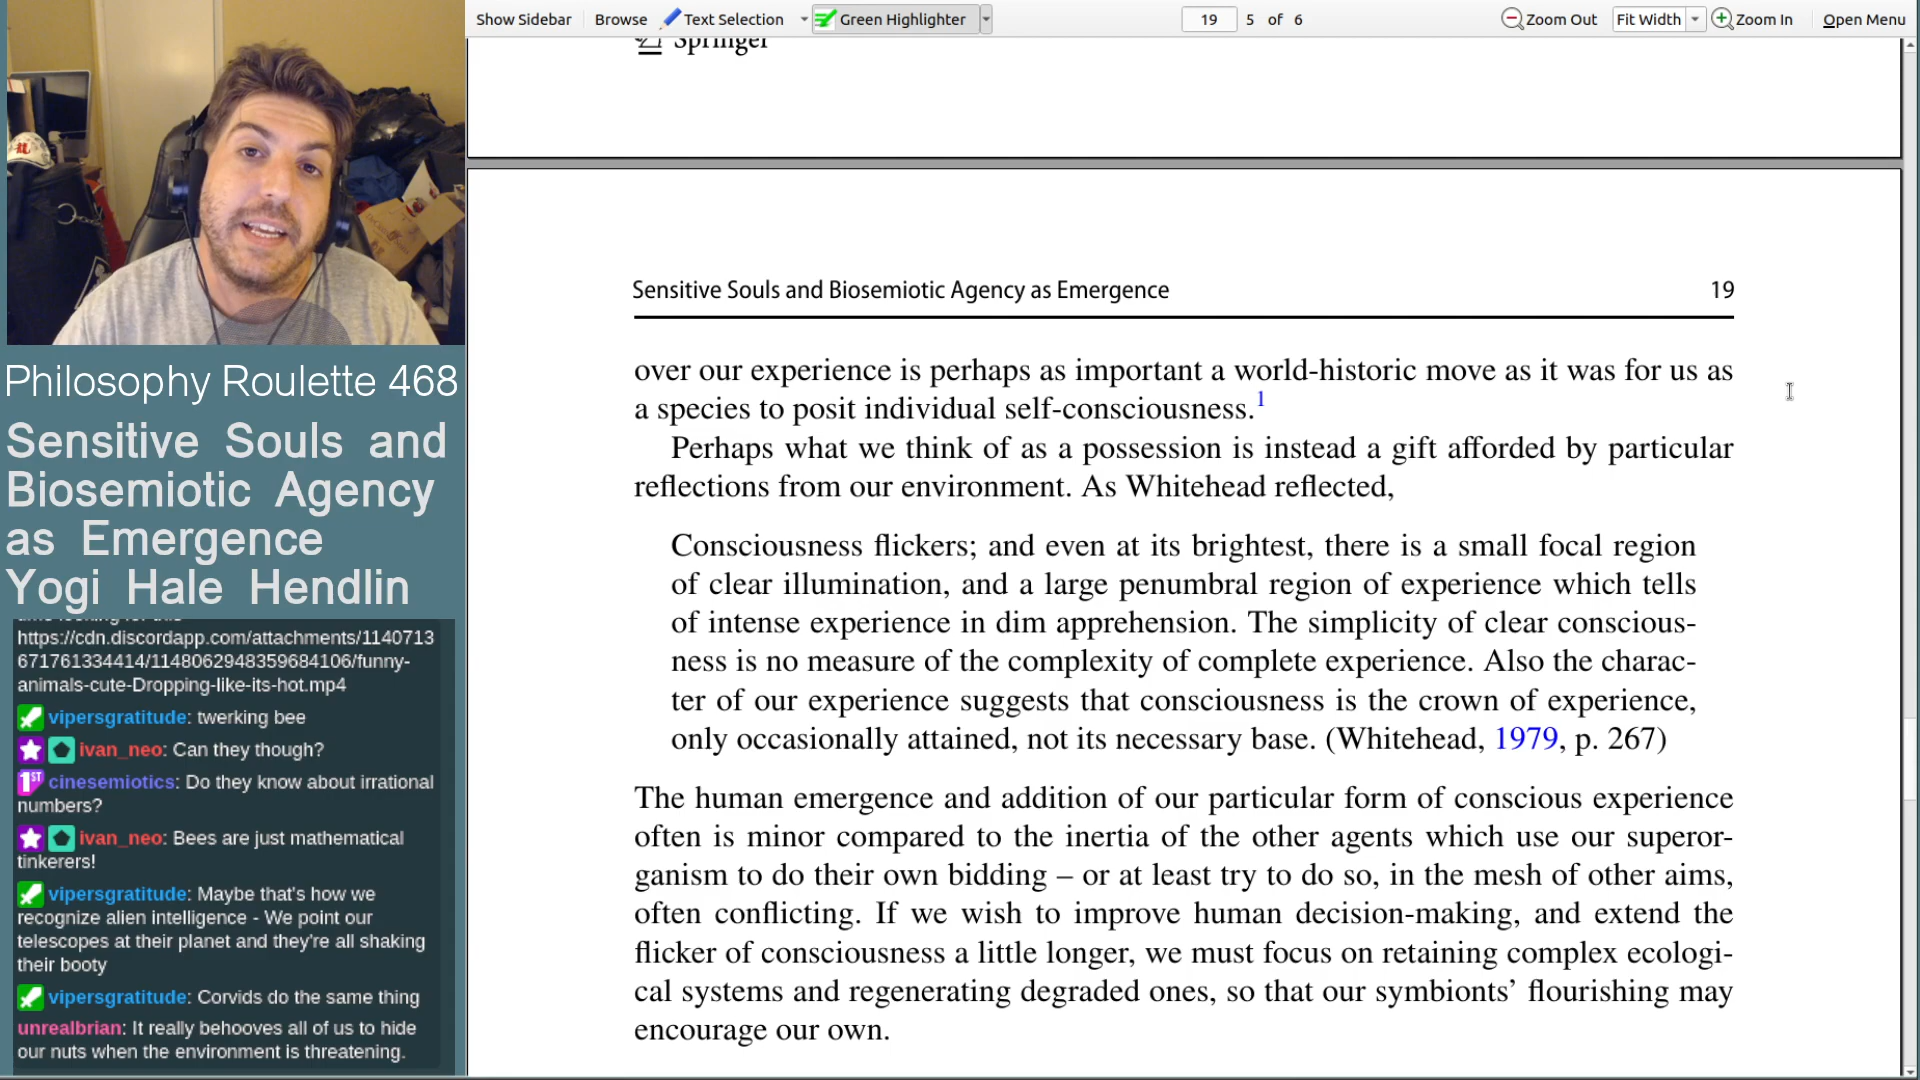 Show Sidebar Browse Text Selection Green Highlighter 19 5 of 6 Zoom Out Fit Width Zoom In Open Menu
Springer
Sensitive Souls and Biosemiotic Agency as Emergence 19
over our experience is perhaps as important a world-historic move as it was for us as
a species to posit individual self-consciousness.1
Perhaps what we think of as a possession is instead a gift afforded by particular
reflections from our environment. As Whitehead reflected,
Consciousness flickers; and even at its brightest, there is a small focal region
of clear illumination, and a large penumbral region of experience which tells
of intense experience in dim apprehension. The simplicity of clear conscious-
ness is no measure of the complexity of complete experience. Also the charac-
ter of our experience suggests that consciousness is the crown of experience,
only occasionally attained, not its necessary base. (Whitehead, 1979, p. 267)
The human emergence and addition of our particular form of conscious experience
often is minor compared to the inertia of the other agents which use our superor-
ganism to do their own bidding – or at least try to do so, in the mesh of other aims,
often conflicting. If we wish to improve human decision-making, and extend the
flicker of consciousness a little longer, we must focus on retaining complex ecologi-
cal systems and regenerating degraded ones, so that our symbionts’ flourishing may
encourage our own.
Philosophy Roulette 468
Sensitive Souls and
Biosemiotic Agency
as Emergence
Yogi Hale Hendlin
https://cdn.discordapp.com/attachments/1140713
671761334414/1148062948359684106/funny-
animals-cute-Dropping-like-its-hot.mp4
vipersgratitude: twerking bee
ivan_neo: Can they though?
1ST cinesemiotics: Do they know about irrational
numbers?
ivan_neo: Bees are just mathematical
tinkerers!
vipersgratitude: Maybe that's how we
recognize alien intelligence - We point our
telescopes at their planet and they're all shaking
their booty
vipersgratitude: Corvids do the same thing
unrealbrian: It really behooves all of us to hide
our nuts when the environment is threatening.